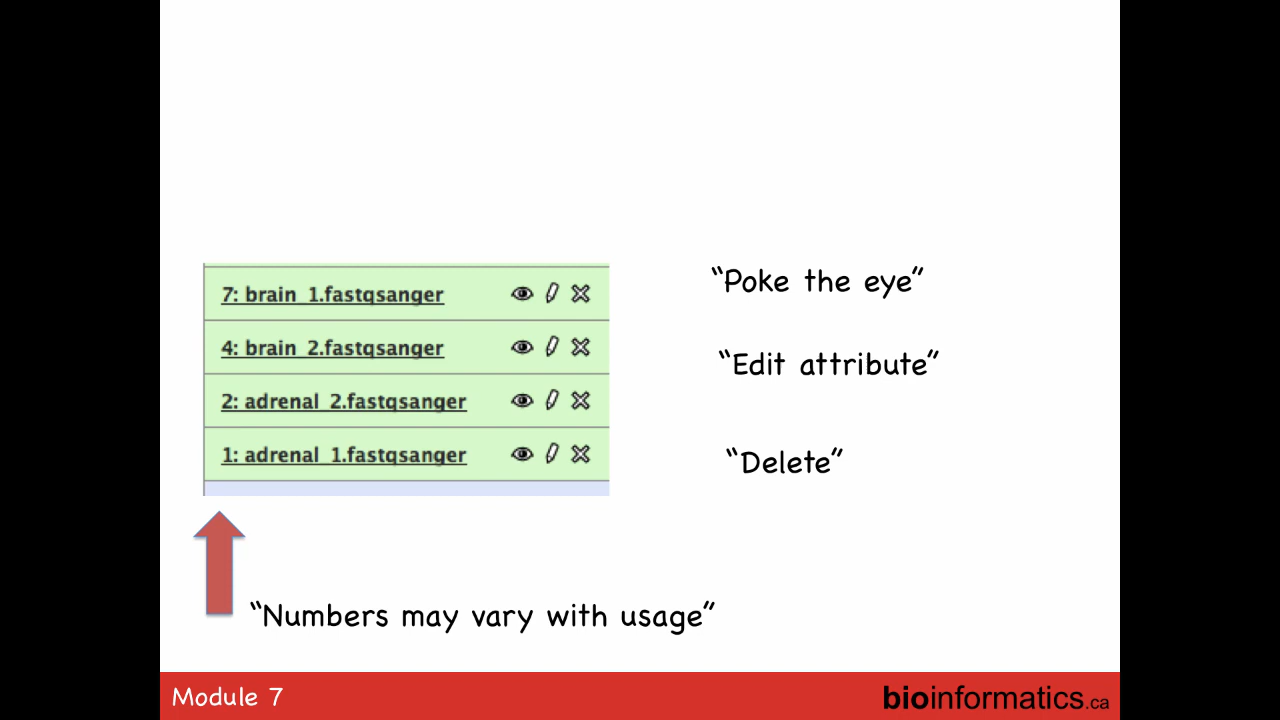 7: brain_1.fastqsanger
4: brain_2.fastqsanger
2: adrenal_2.fastqsanger
1: adrenal_1.fastqsanger
“Poke the eye”
“Edit attribute”
“Delete”
“Numbers may vary with usage”
Module 7
bioinformatics.ca